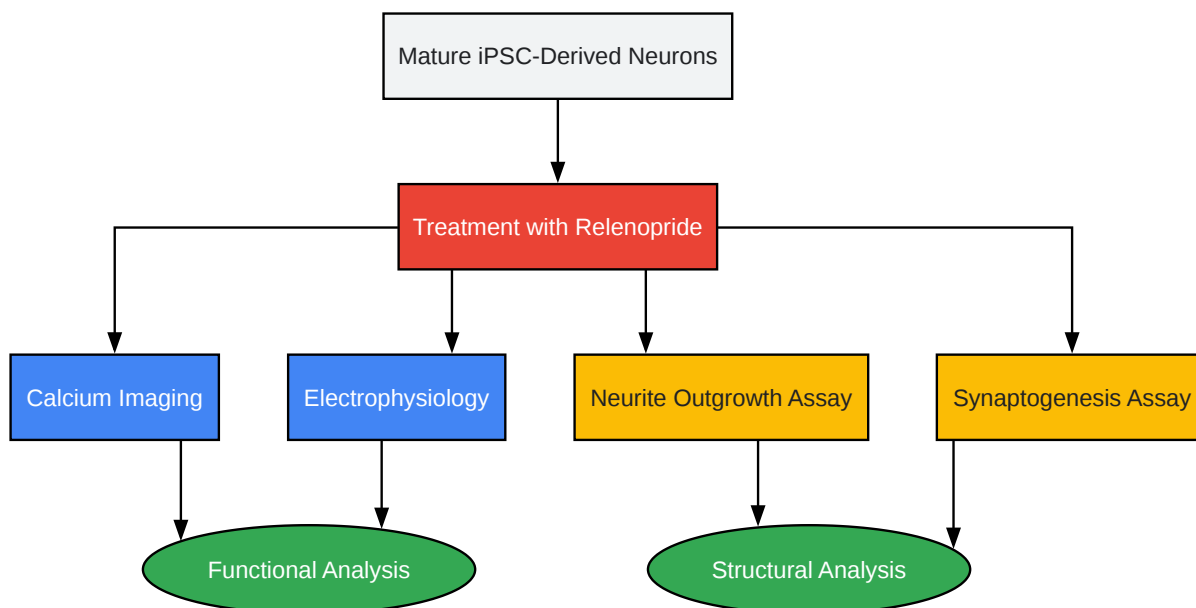 Mature iPSC-Derived Neurons
Treatment with Relenopride
Calcium Imaging
Electrophysiology
Neurite Outgrowth Assay
Synaptogenesis Assay
Functional Analysis
Structural Analysis